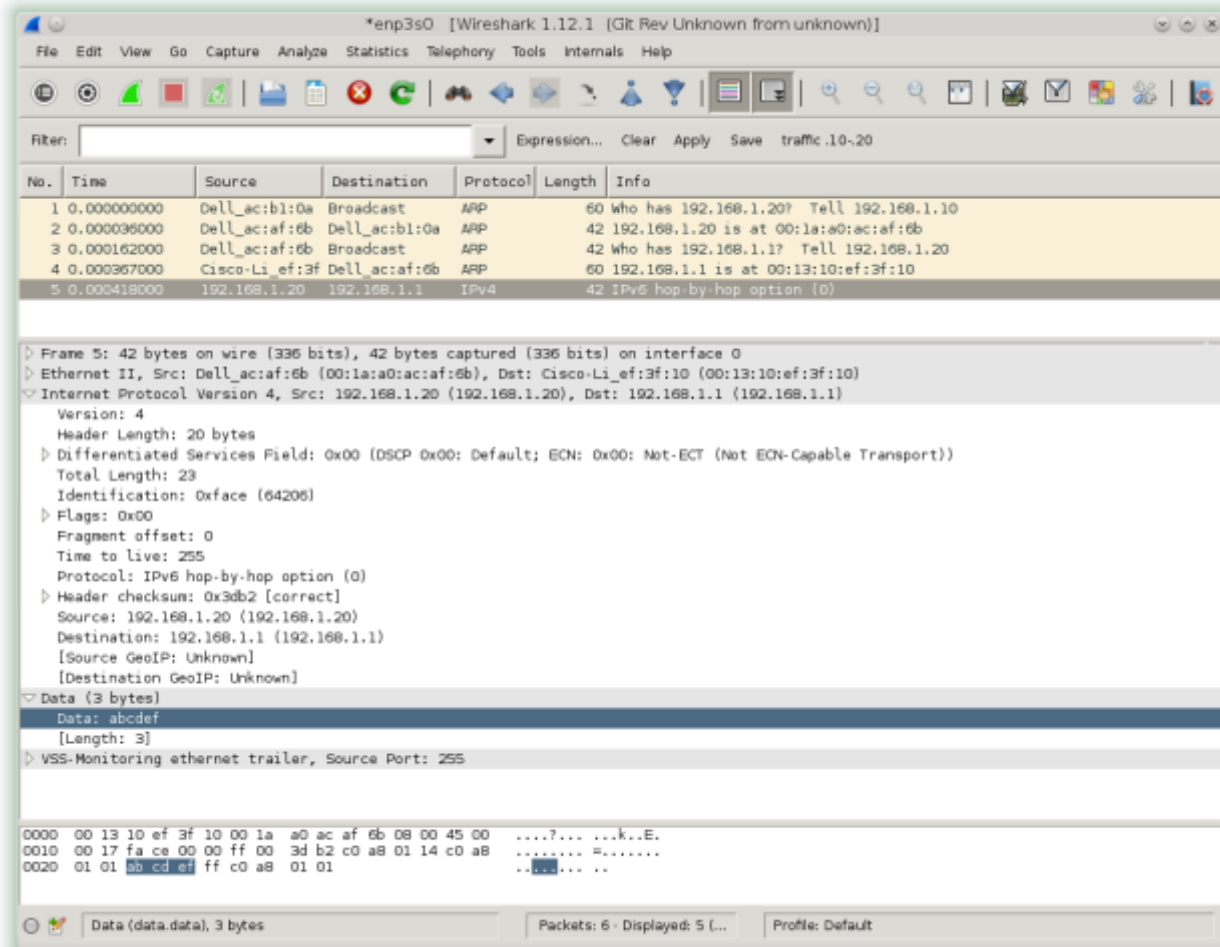 *enp3s0 [Wireshark 1.12.1 (Git Rev Unknown from unknown)]
File Edit View Go Capture Analyze Statistics Telephony Tools Internals Help
Filter: Expression... Clear Apply Save traffic .10-.20
No. Time Source Destination Protocol Length Info
1 0.000000000 Dell_ac:b1:0a Broadcast ARP 60 Who has 192.168.1.20? Tell 192.168.1.10
2 0.000036000 Dell_ac:af:6b Dell_ac:b1:0a ARP 42 192.168.1.20 is at 00:1a:a0:ac:af:6b
3 0.000162000 Dell_ac:af:6b Broadcast ARP 42 Who has 192.168.1.1? Tell 192.168.1.20
4 0.000367000 Cisco-Li_ef:3f Dell_ac:af:6b ARP 60 192.168.1.1 is at 00:13:10:ef:3f:10
5 0.000418000 192.168.1.20 192.168.1.1 IPv4 42 IPv6 hop-by-hop option (0)
Frame 5: 42 bytes on wire (336 bits), 42 bytes captured (336 bits) on interface 0
Ethernet II, Src: Dell_ac:af:6b (00:1a:a0:ac:af:6b), Dst: Cisco-Li_ef:3f:10 (00:13:10:ef:3f:10)
Internet Protocol Version 4, Src: 192.168.1.20 (192.168.1.20), Dst: 192.168.1.1 (192.168.1.1)
Version: 4
Header Length: 20 bytes
Differentiated Services Field: 0x00 (DSCP 0x00: Default; ECN: 0x00: Not-ECT (Not ECN-Capable Transport))
Total Length: 23
Identification: 0xface (64206)
Flags: 0x00
Fragment offset: 0
Time to live: 255
Protocol: IPv6 hop-by-hop option (0)
Header checksum: 0x3db2 [correct]
Source: 192.168.1.20 (192.168.1.20)
Destination: 192.168.1.1 (192.168.1.1)
[Source GeoIP: Unknown]
[Destination GeoIP: Unknown]
Data (3 bytes)
Data: abcdef
[Length: 3]
VSS-Monitoring ethernet trailer, Source Port: 255
0000 00 13 10 ef 3f 10 00 1a a0 ac af 6b 08 00 45 00 ....?... ...k..E.
0010 00 17 fa ce 00 00 ff 00 3d b2 c0 a8 01 14 c0 a8 ........ =.......
0020 01 01 ab cd ef ff c0 a8 01 01 ........ ..
Data (data.data), 3 bytes Packets: 6 · Displayed: 5 (... Profile: Default